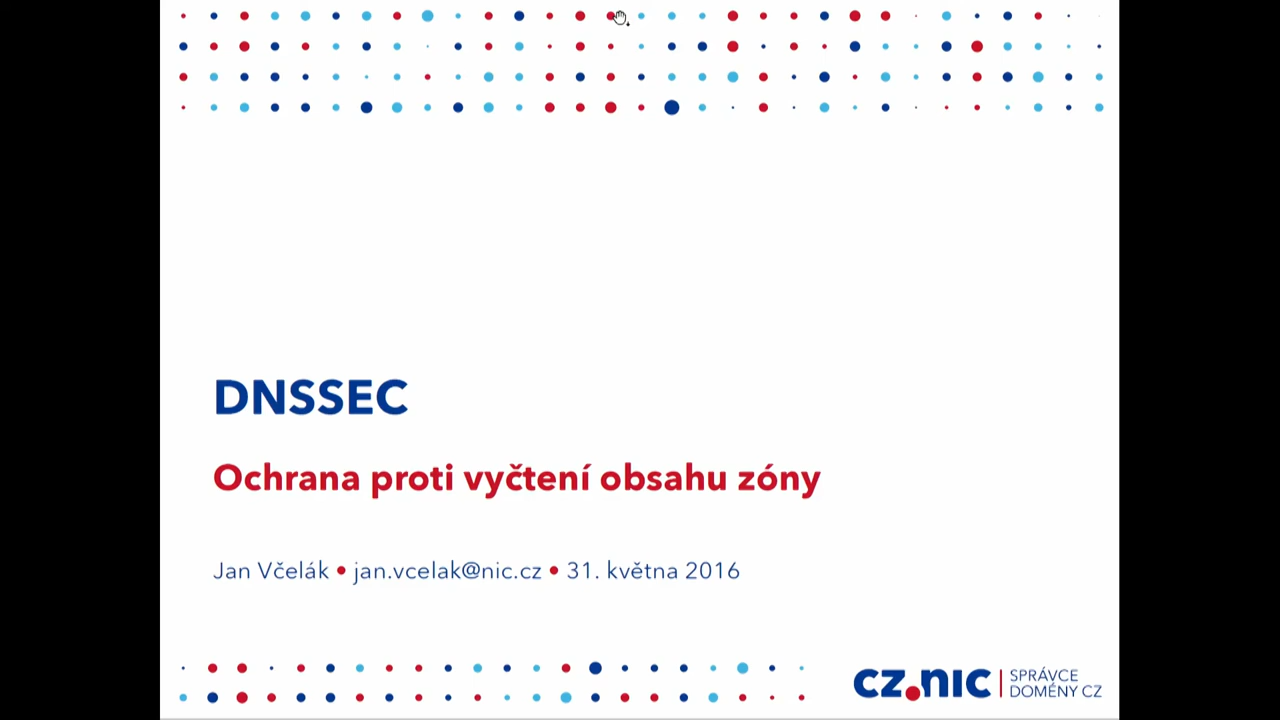 DNSSEC
Ochrana proti vyčtení obsahu zóny
Jan Včelák • jan.vcelak@nic.cz • 31. května 2016
cz.nic | SPRÁVCE
DOMÉNY CZ